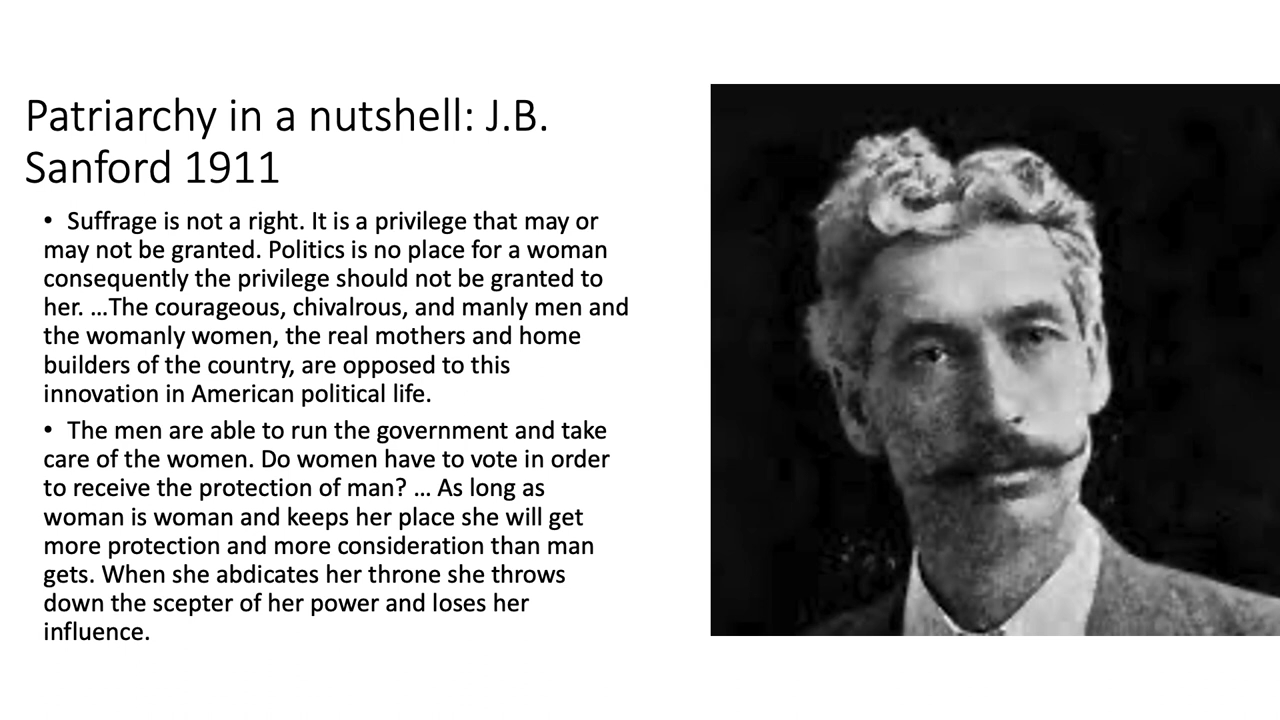 Patriarchy in a nutshell: J.B.
Sanford 1911
• Suffrage is not a right. It is a privilege that may or
may not be granted. Politics is no place for a woman
consequently the privilege should not be granted to
her. ...The courageous, chivalrous, and manly men and
the womanly women, the real mothers and home
builders of the country, are opposed to this
innovation in American political life.
• The men are able to run the government and take
care of the women. Do women have to vote in order
to receive the protection of man? ... As long as
woman is woman and keeps her place she will get
more protection and more consideration than man
gets. When she abdicates her throne she throws
down the scepter of her power and loses her
influence.